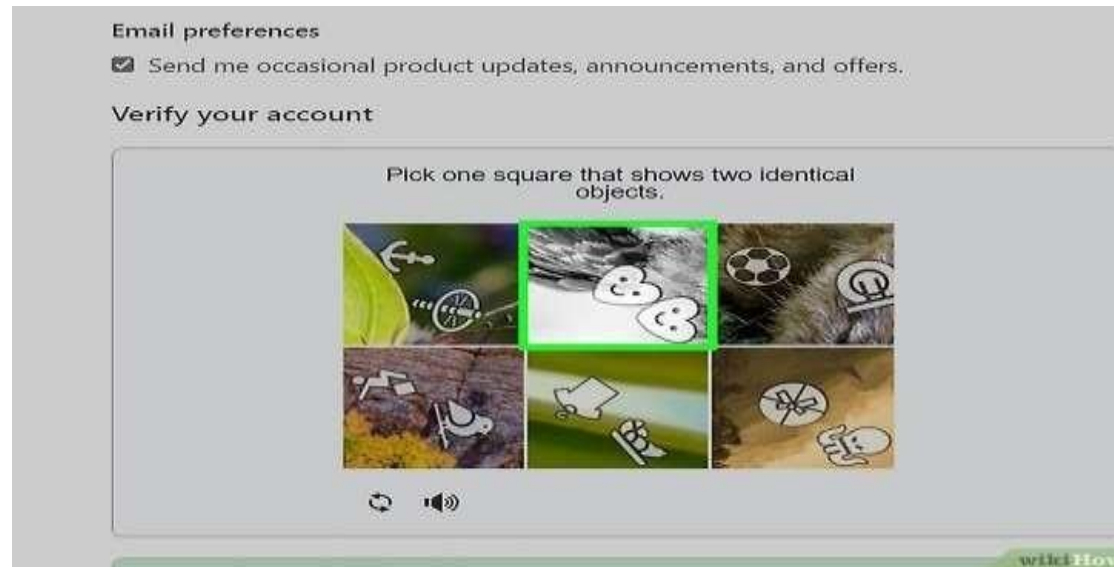 Email preferences
Send me occasional product updates, announcements, and offers.
Verify your account
Pick one square that shows two identical
objects.
wikiHow